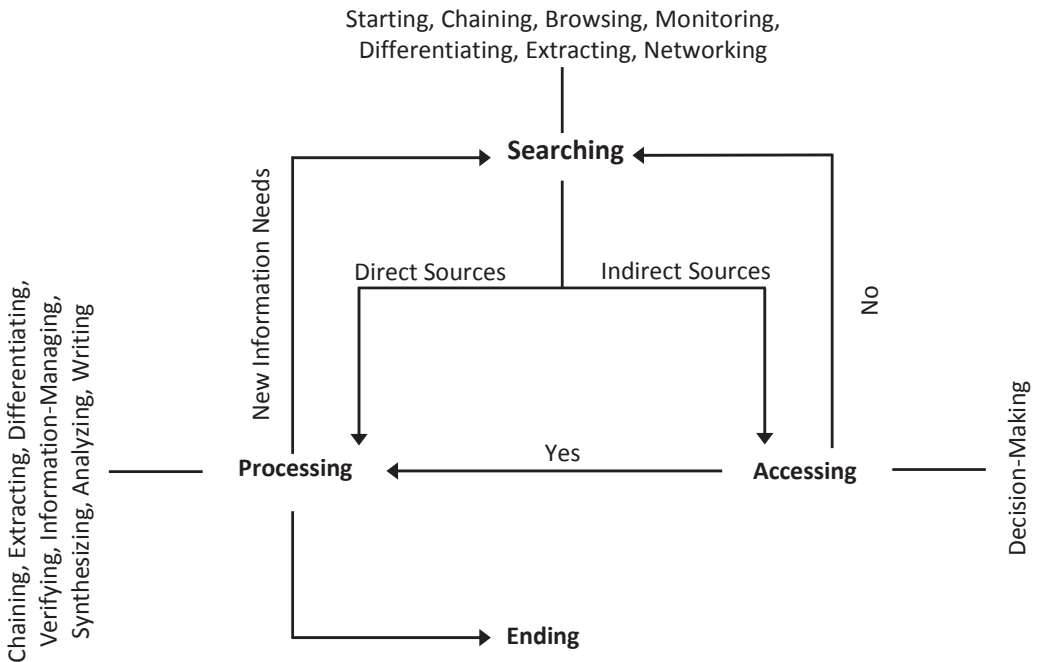 Starting, Chaining, Browsing, Monitoring,
Differentiating, Extracting, Networking
Searching
New Information Needs
Direct Sources
Indirect Sources
No
Chaining, Extracting, Differentiating,
Verifying, Information-Managing,
Synthesizing, Analyzing, Writing
Processing
Yes
Accessing
Decision-Making
Ending